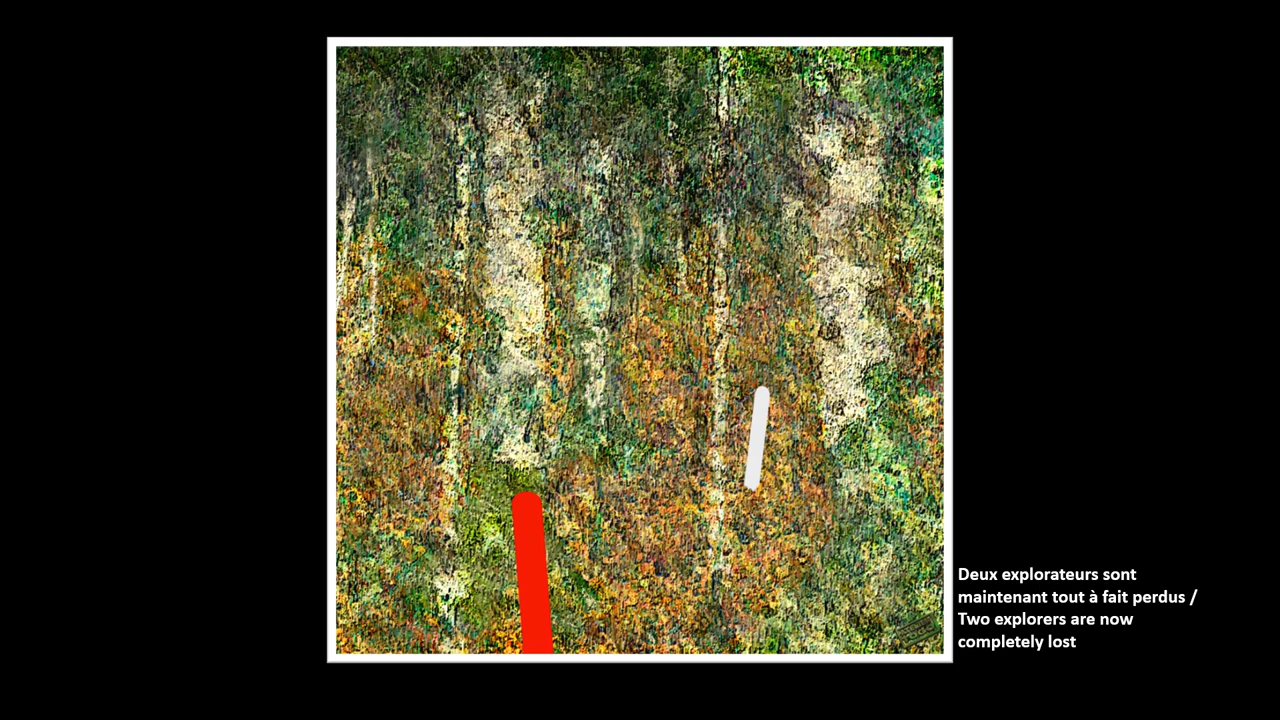 Deux explorateurs sont
maintenant tout à fait perdus /
Two explorers are now
completely lost